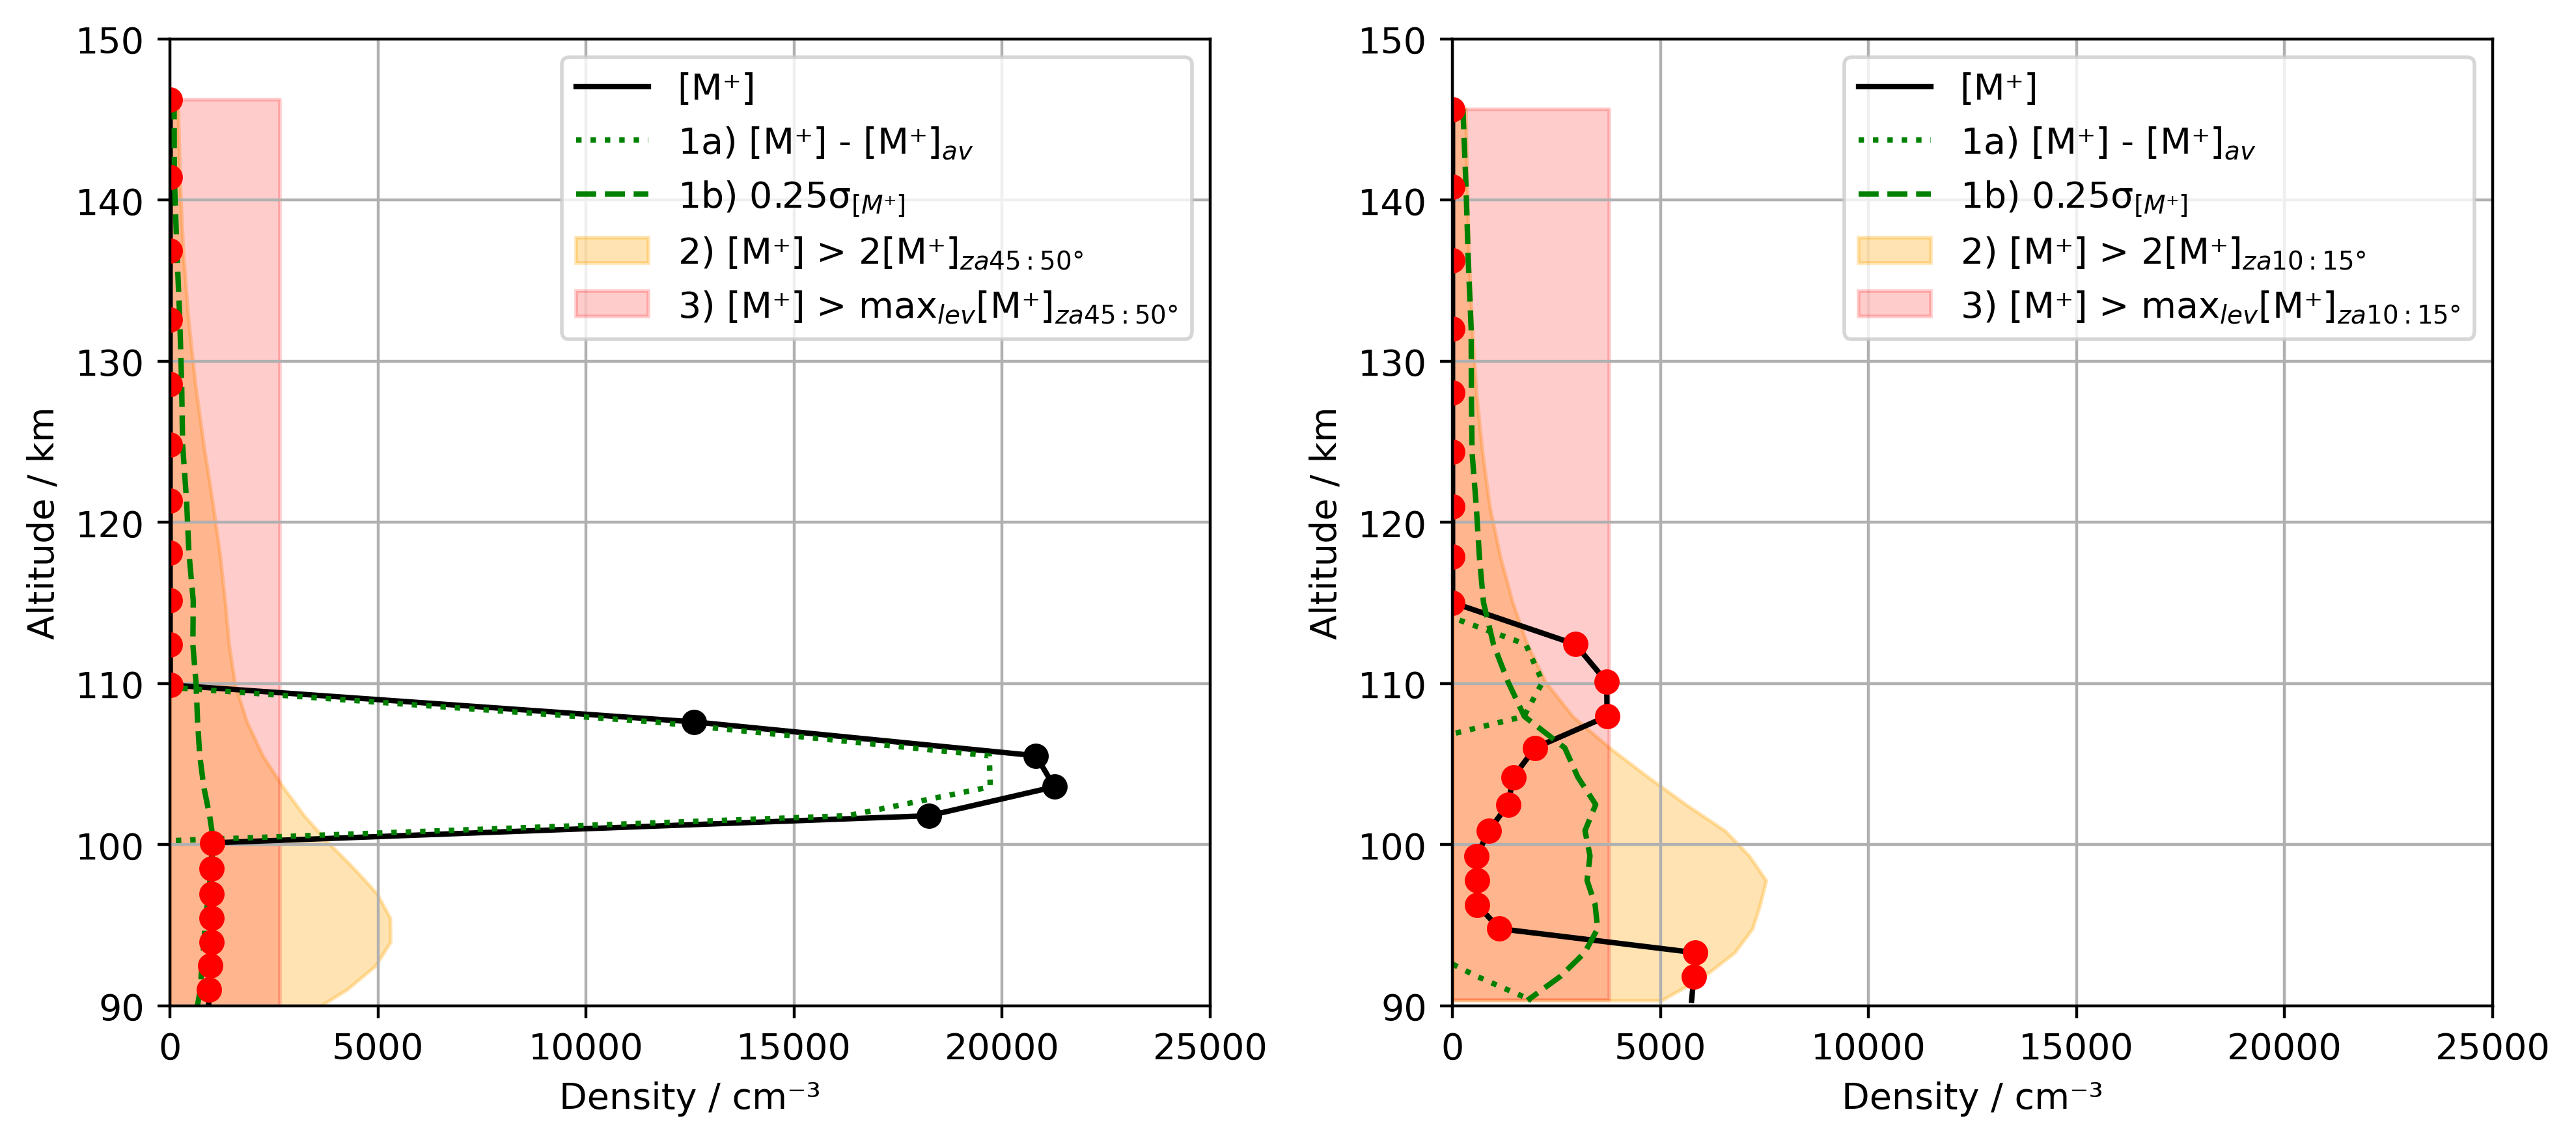 150
140
130
120
110
100
90
Altitude / km
[M⁺]
1a) [M⁺] - [M⁺]av
1b) 0.25σ[M⁺]
2) [M⁺] > 2[M⁺]za45:50°
3) [M⁺] > maxlev[M⁺]za45:50°
0 5000 10000 15000 20000 25000
Density / cm⁻³
150
140
130
120
110
100
90
Altitude / km
[M⁺]
1a) [M⁺] - [M⁺]av
1b) 0.25σ[M⁺]
2) [M⁺] > 2[M⁺]za10:15°
3) [M⁺] > maxlev[M⁺]za10:15°
0 5000 10000 15000 20000 25000
Density / cm⁻³